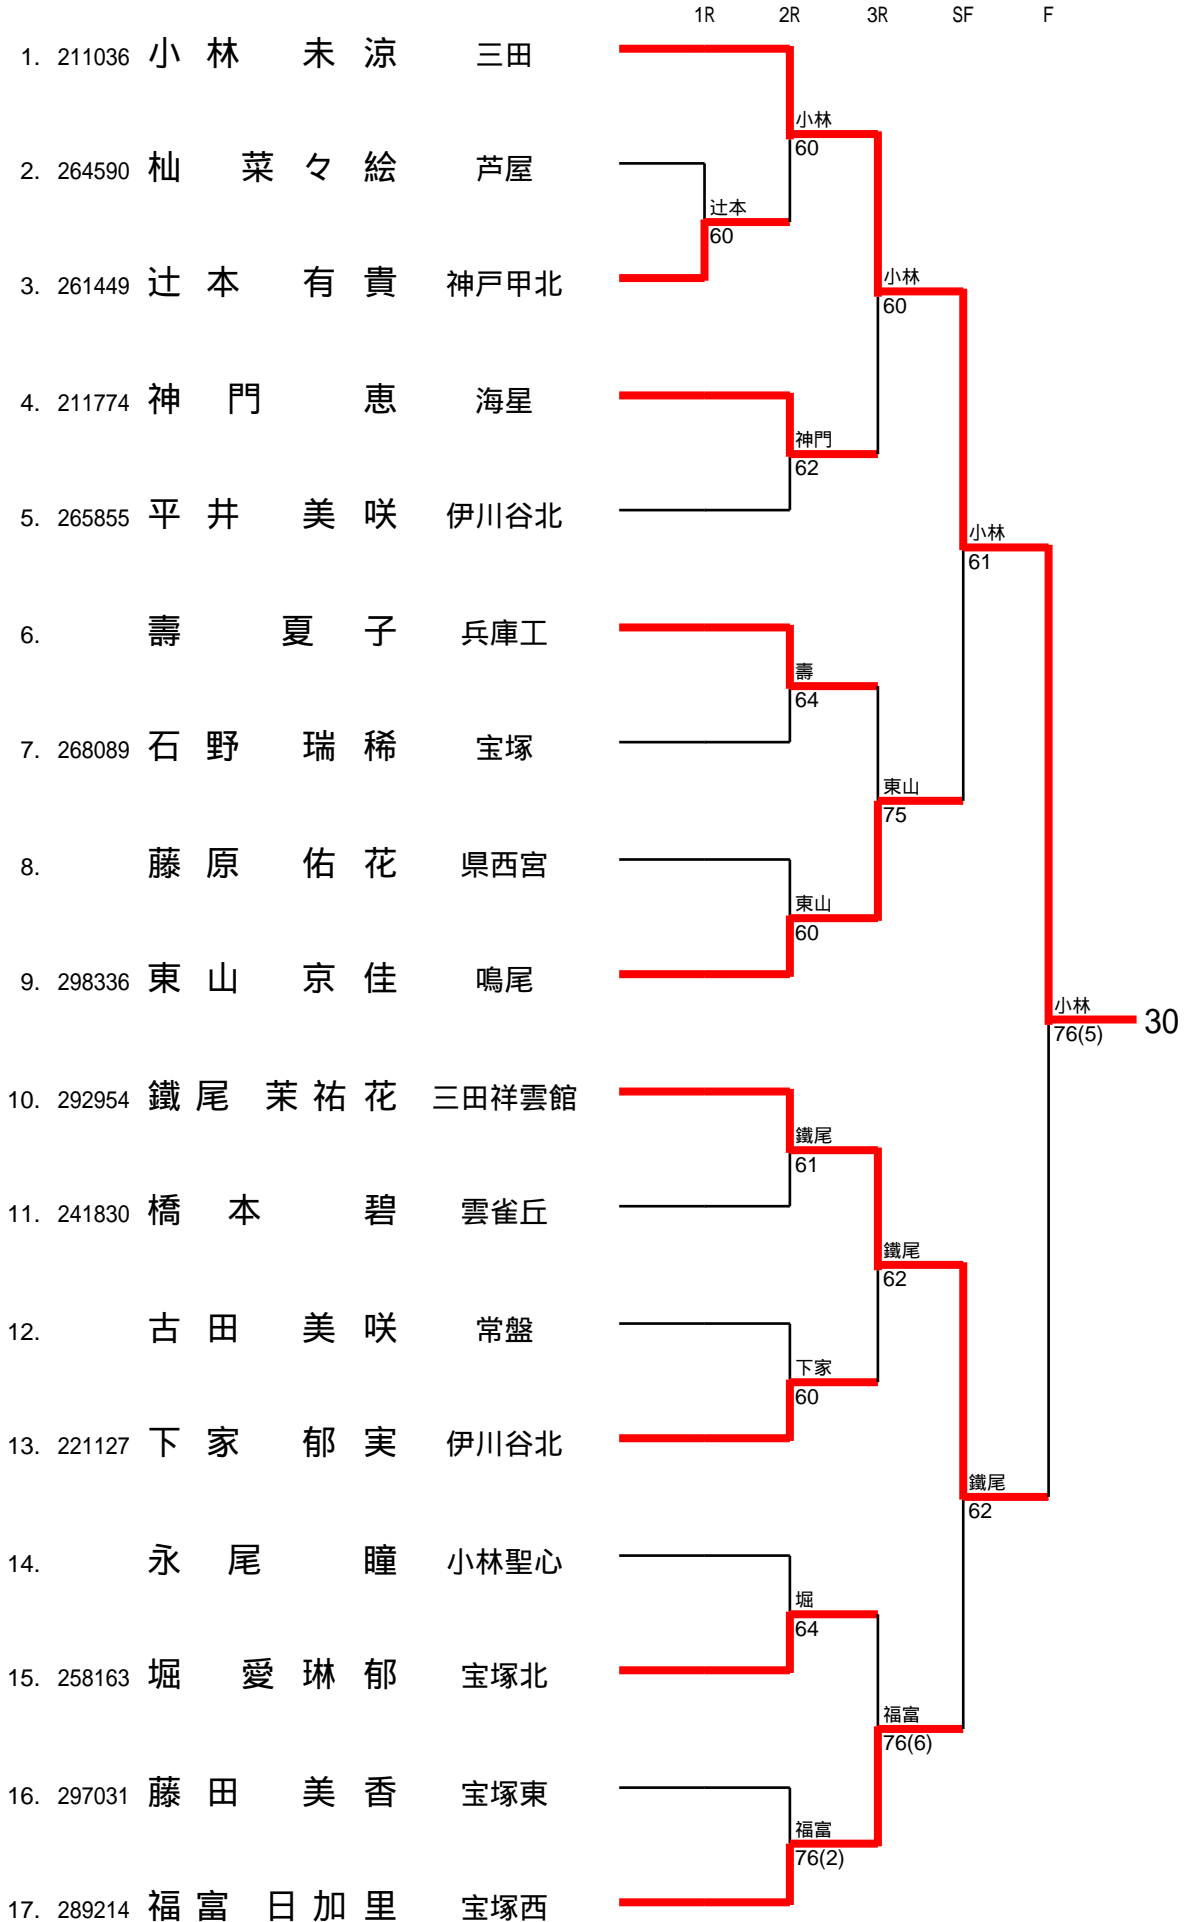 1R 2R 3R SF F
1. 211036 小林 未涼 三田
小林
60
2. 264590 杣 菜々絵 芦屋
辻本
60
3. 261449 辻本 有貴 神戸甲北
小林
60
4. 211774 神門 恵 海星
神門
62
5. 265855 平井 美咲 伊川谷北
小林
61
6. 壽 夏子 兵庫工
壽
64
7. 268089 石野 瑞稀 宝塚
東山
75
8. 藤原 佑花 県西宮
東山
60
9. 298336 東山 京佳 鳴尾
小林
76(5)
30
10. 292954 鐵尾 茉祐花 三田祥雲館
鐵尾
61
11. 241830 橋本 碧 雲雀丘
鐵尾
62
12. 古田 美咲 常盤
下家
60
13. 221127 下家 郁実 伊川谷北
鐵尾
62
14. 永尾 瞳 小林聖心
堀
64
15. 258163 堀 愛琳郁 宝塚北
福富
76(6)
16. 297031 藤田 美香 宝塚東
福富
76(2)
17. 289214 福富 日加里 宝塚西